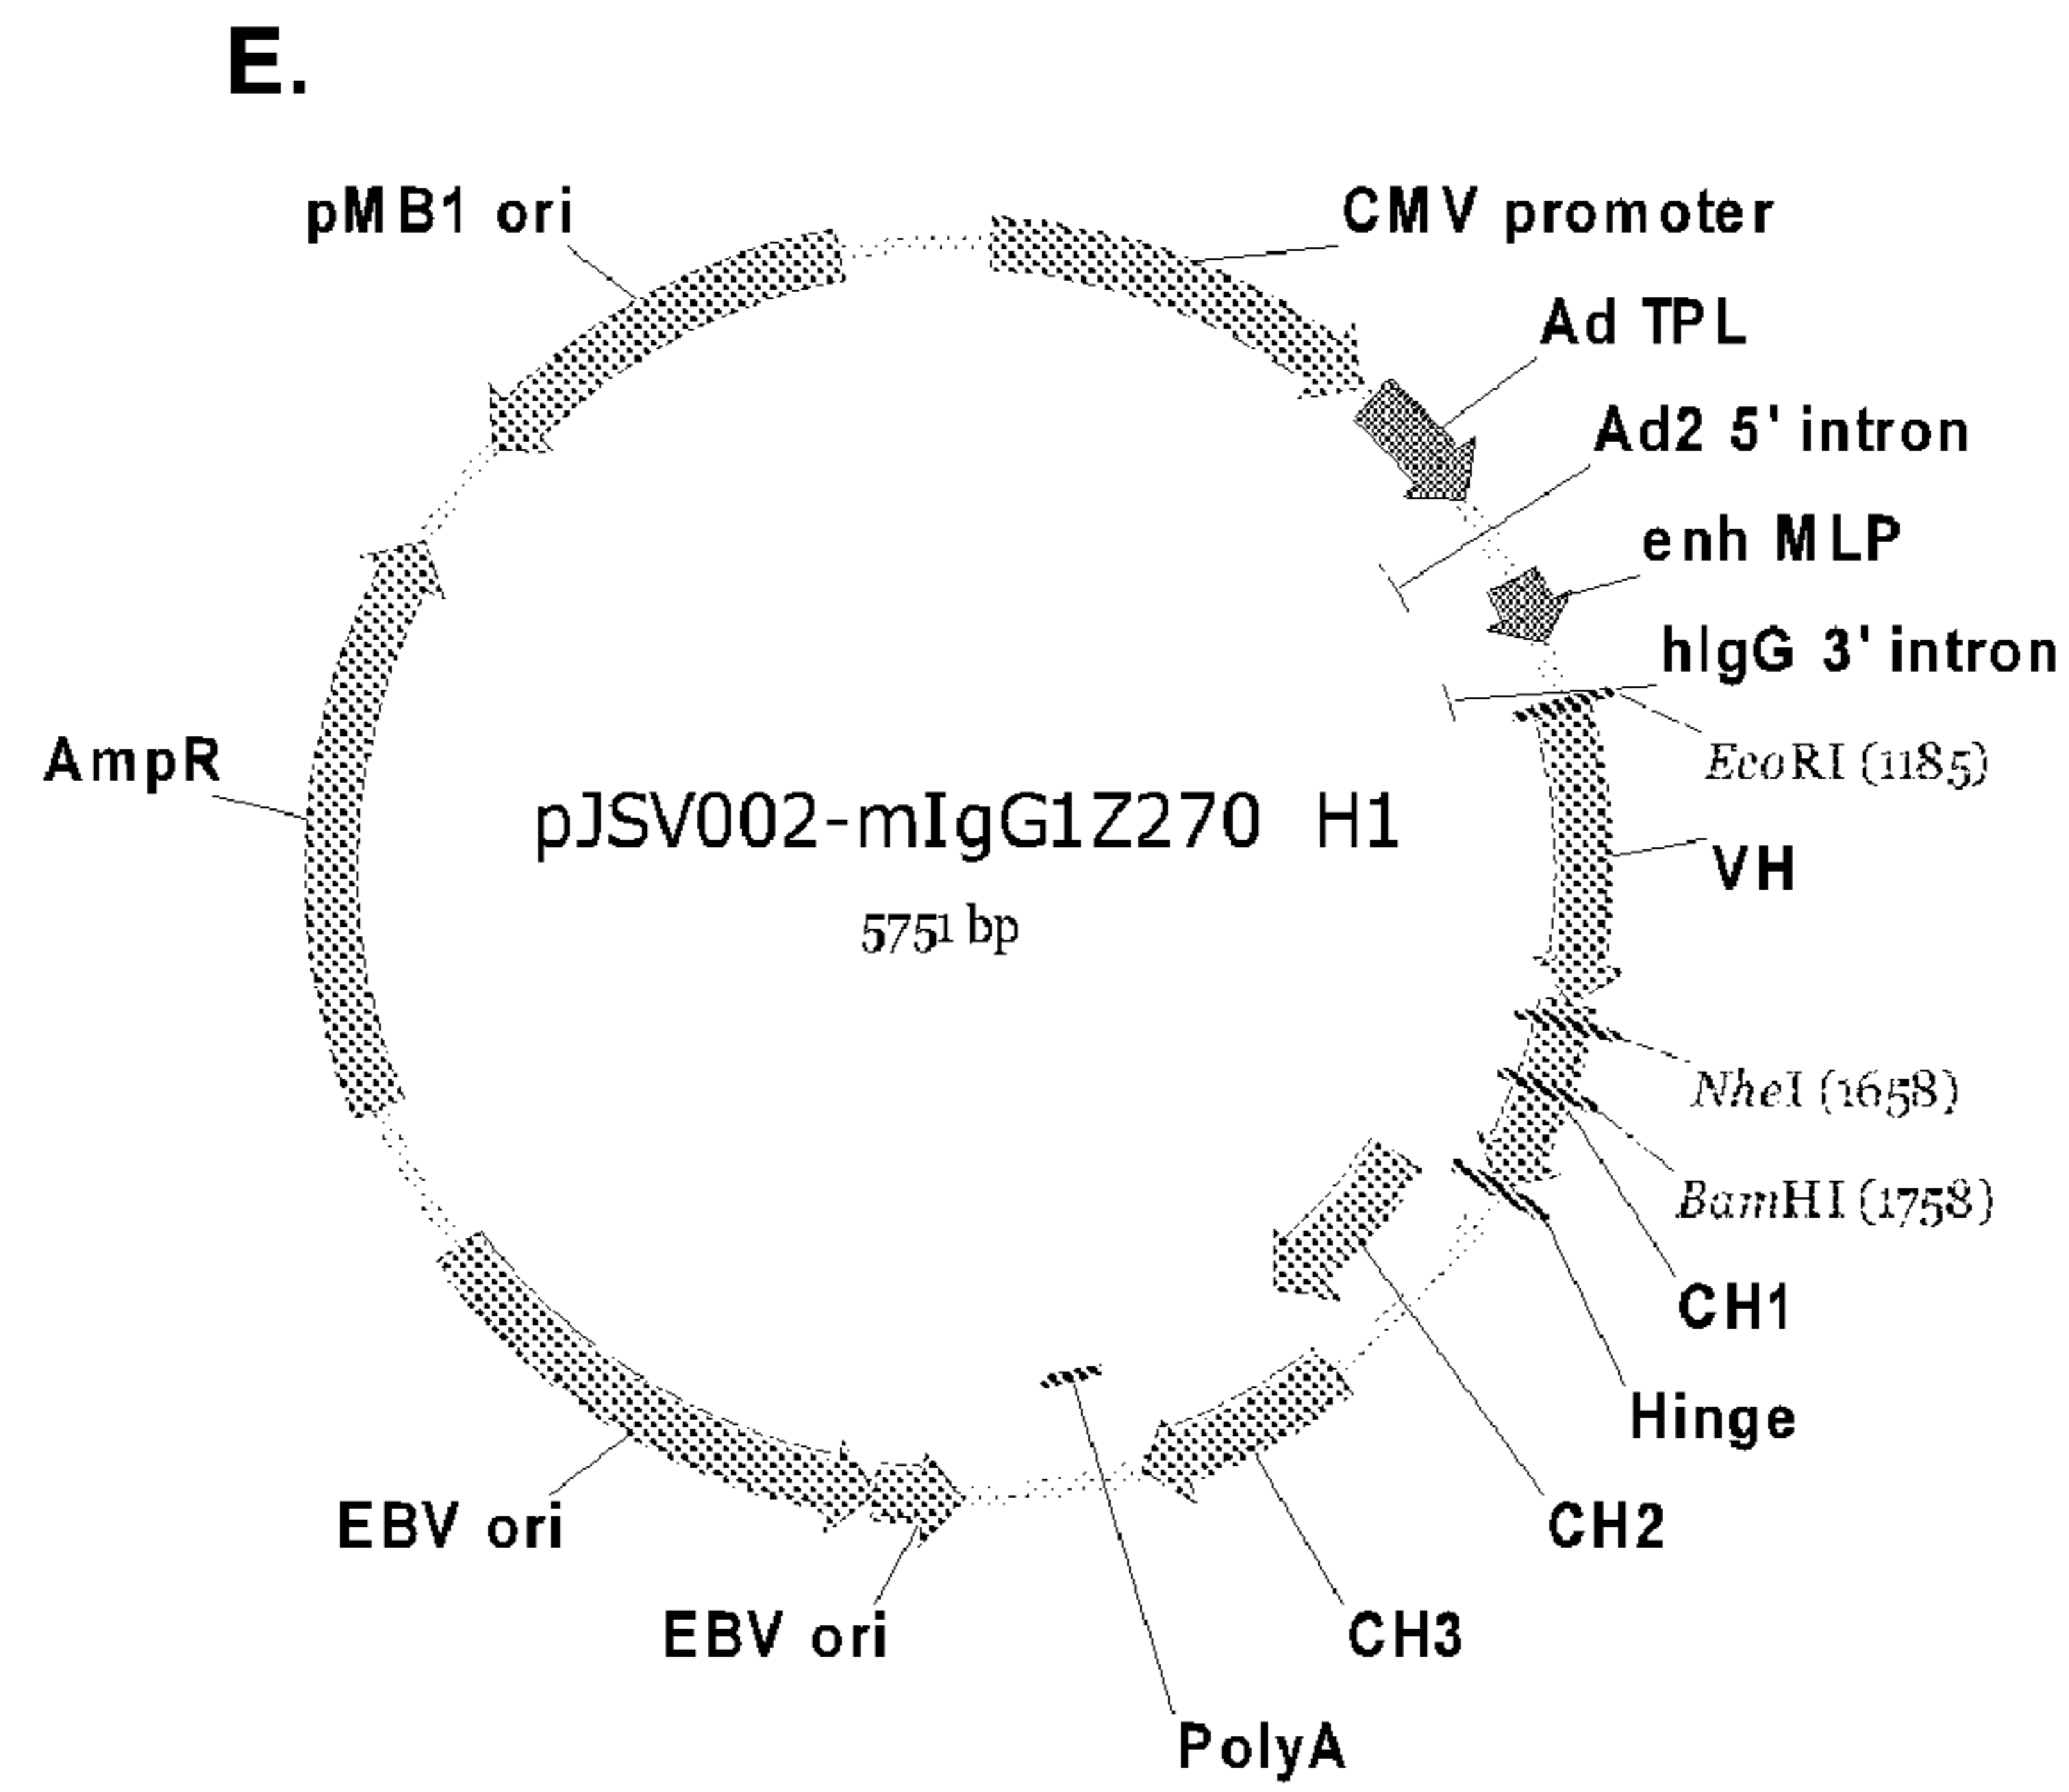 E.
pMB1 ori
CMV promoter
Ad TPL
Ad2 5' intron
enh MLP
hIgG 3' intron
EcoRI (1185)
AmpR
pJSV002-mIgG1Z270 H1
VH
5751 bp
NheI (1658)
BamHI (1758)
CH1
Hinge
EBV ori
CH2
EBV ori
CH3
PolyA